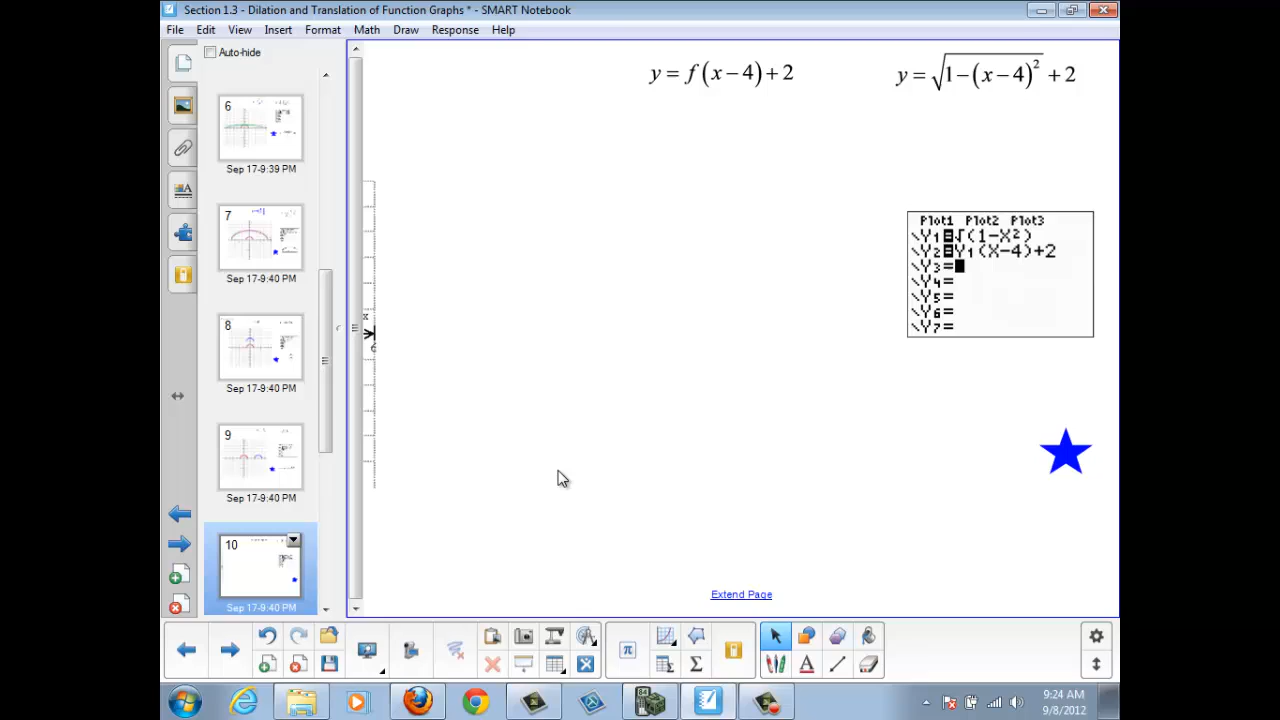 Section 1.3 - Dilation and Translation of Function Graphs * - SMART Notebook
File Edit View Insert Format Math Draw Response Help
Auto-hide
y = f(x − 4) + 2
y = √(1 − (x − 4)²) + 2
6
Sep 17-9:39 PM
7
Sep 17-9:40 PM
8
Sep 17-9:40 PM
9
Sep 17-9:40 PM
10
Sep 17-9:40 PM
Plot1 Plot2 Plot3
\Y1=√(1-X²)
\Y2=Y1(X-4)+2
\Y3=
\Y4=
\Y5=
\Y6=
\Y7=
x
Extend Page
9:24 AM
9/8/2012